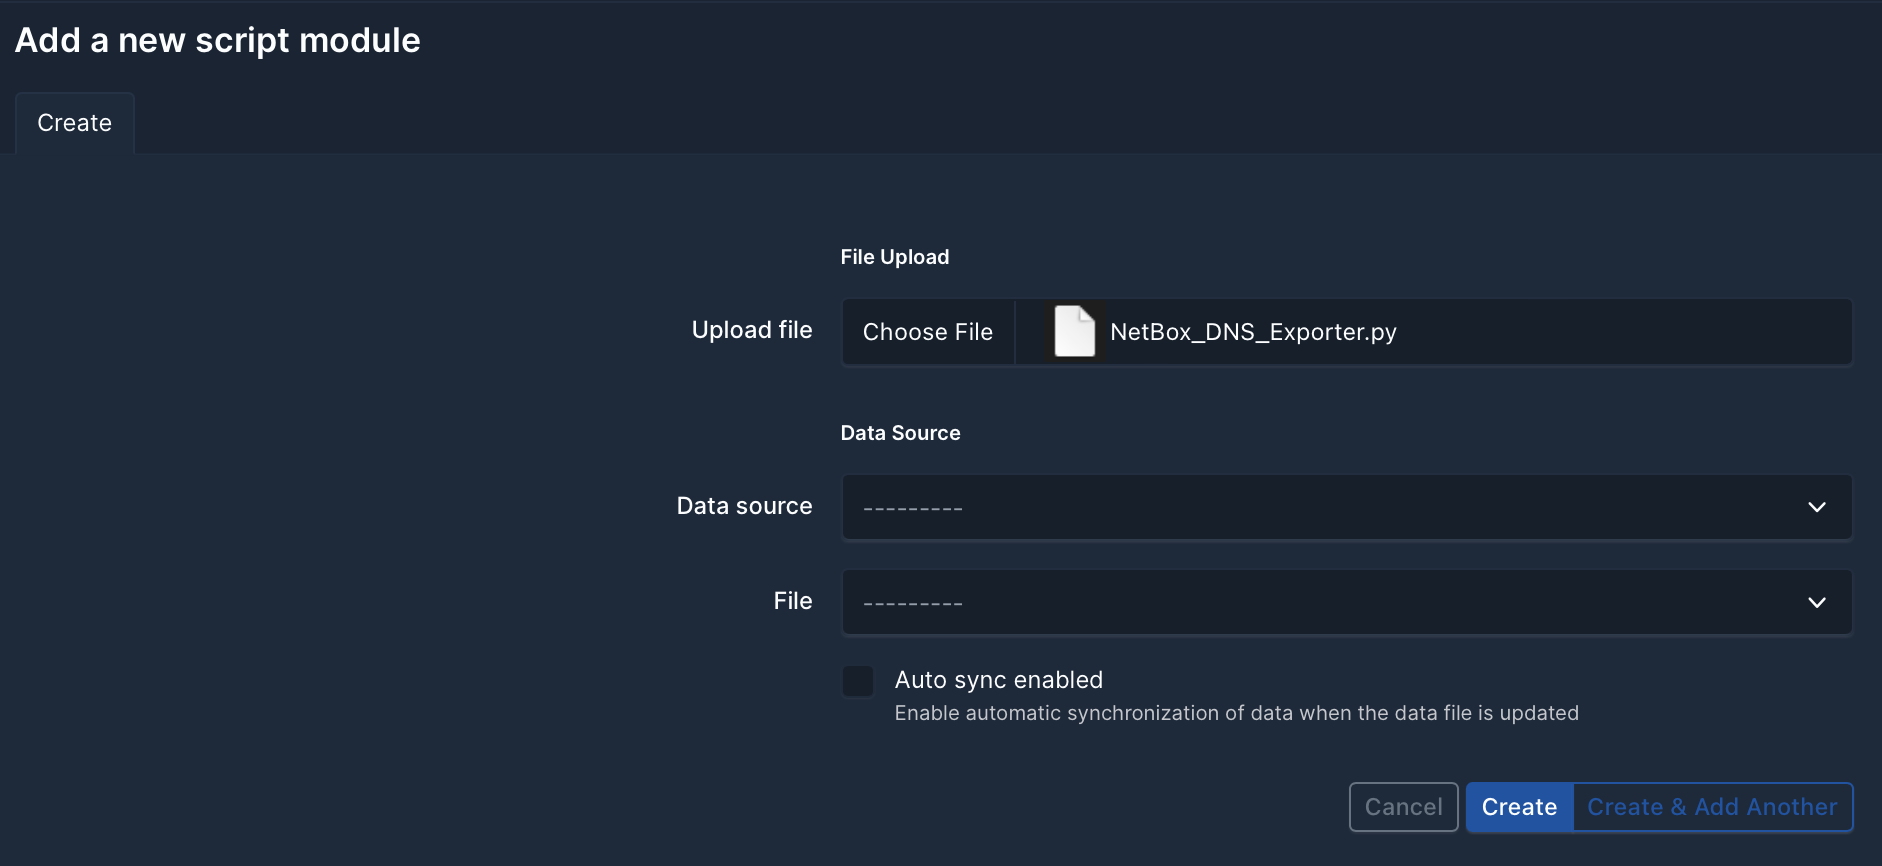 Add a new script module
Create
File Upload
Upload file
Choose File
NetBox_DNS_Exporter.py
Data Source
Data source
---------
File
---------
Auto sync enabled
Enable automatic synchronization of data when the data file is updated
Cancel
Create
Create & Add Another